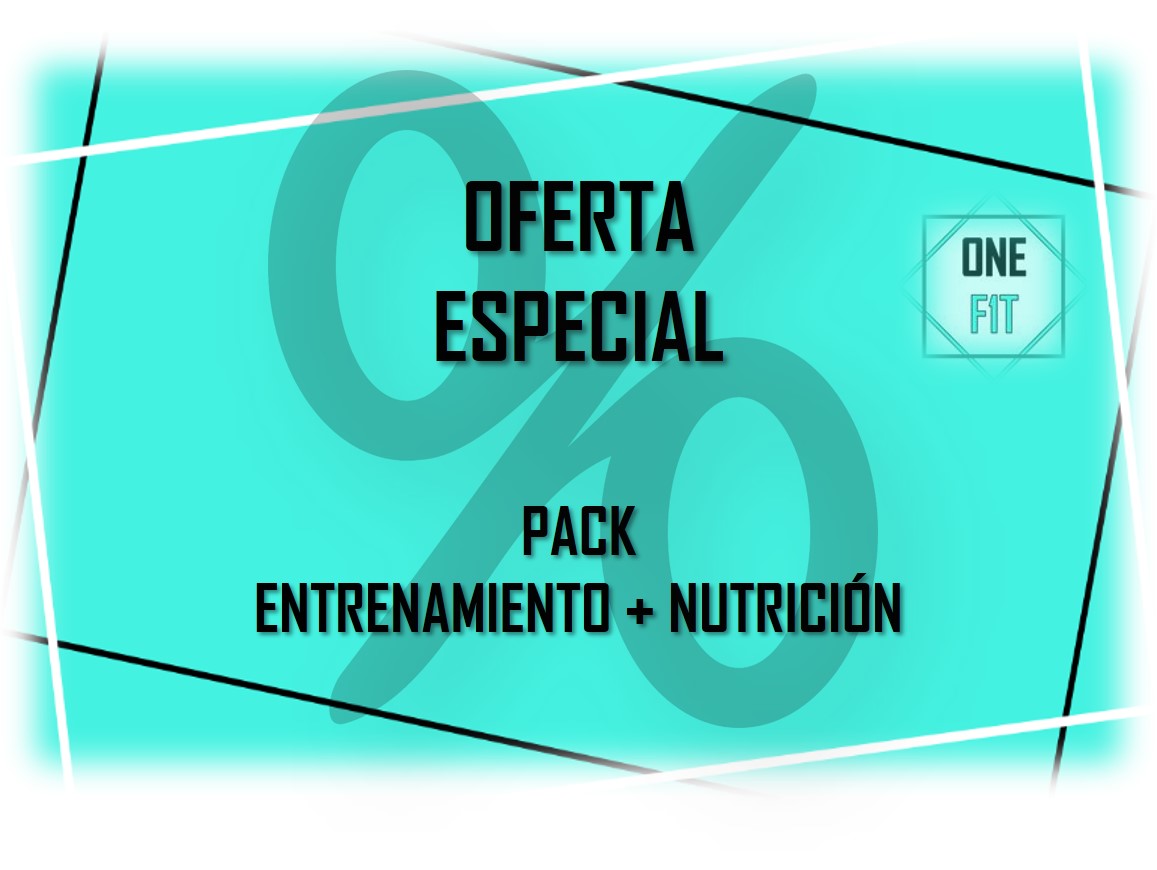 %
OFERTA
ESPECIAL
ONE
F1T
PACK
ENTRENAMIENTO + NUTRICIÓN